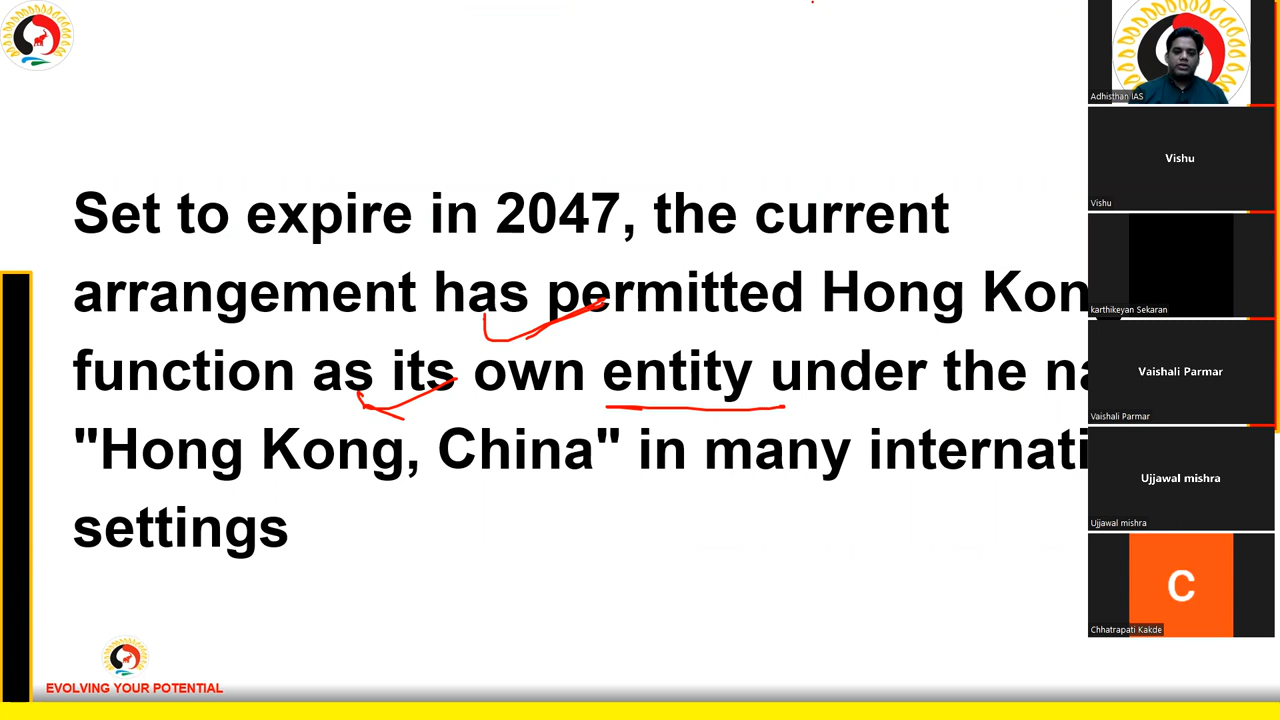 Set to expire in 2047, the current
arrangement has permitted Hong Kon
function as its own entity under the na
"Hong Kong, China" in many internati
settings
EVOLVING YOUR POTENTIAL
Adhisthan IAS
Vishu
Vishu
karthikeyan Sekaran
Vaishali Parmar
Vaishali Parmar
Ujjawal mishra
Ujjawal mishra
C
Chhatrapati Kakde